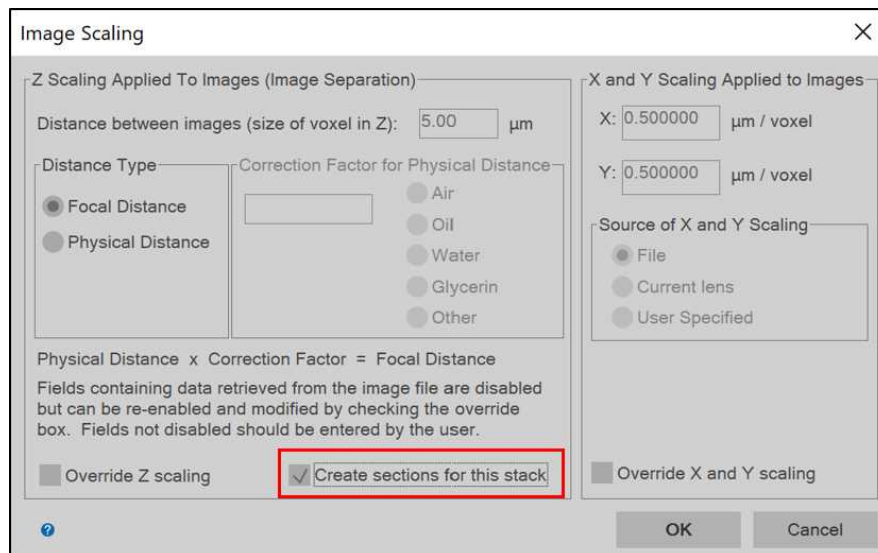 Image Scaling
Z Scaling Applied To Images (Image Separation)
Distance between images (size of voxel in Z): 5.00 µm
Distance Type
Focal Distance
Physical Distance
Correction Factor for Physical Distance
Air
Oil
Water
Glycerin
Other
Physical Distance x Correction Factor = Focal Distance
Fields containing data retrieved from the image file are disabled
but can be re-enabled and modified by checking the override
box. Fields not disabled should be entered by the user.
Override Z scaling
Create sections for this stack
X and Y Scaling Applied to Images
X: 0.500000 µm / voxel
Y: 0.500000 µm / voxel
Source of X and Y Scaling
File
Current lens
User Specified
Override X and Y scaling
?
OK
Cancel